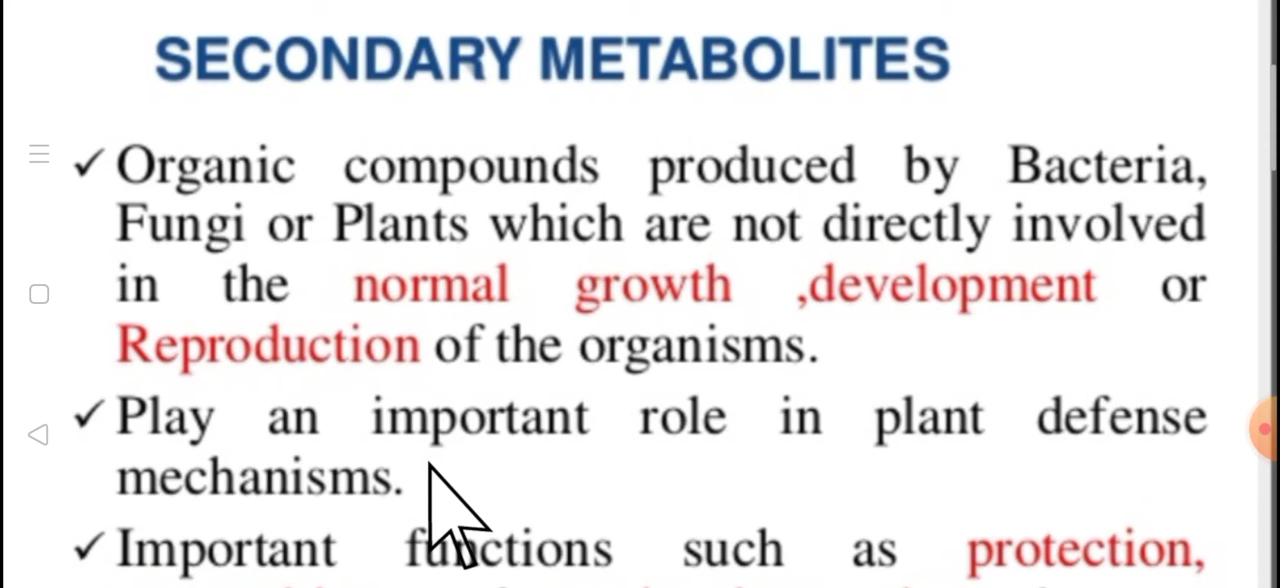 SECONDARY METABOLITES
✓ Organic compounds produced by Bacteria,
Fungi or Plants which are not directly involved
in the normal growth ,development or
Reproduction of the organisms.
✓ Play an important role in plant defense
mechanisms.
✓ Important functions such as protection,